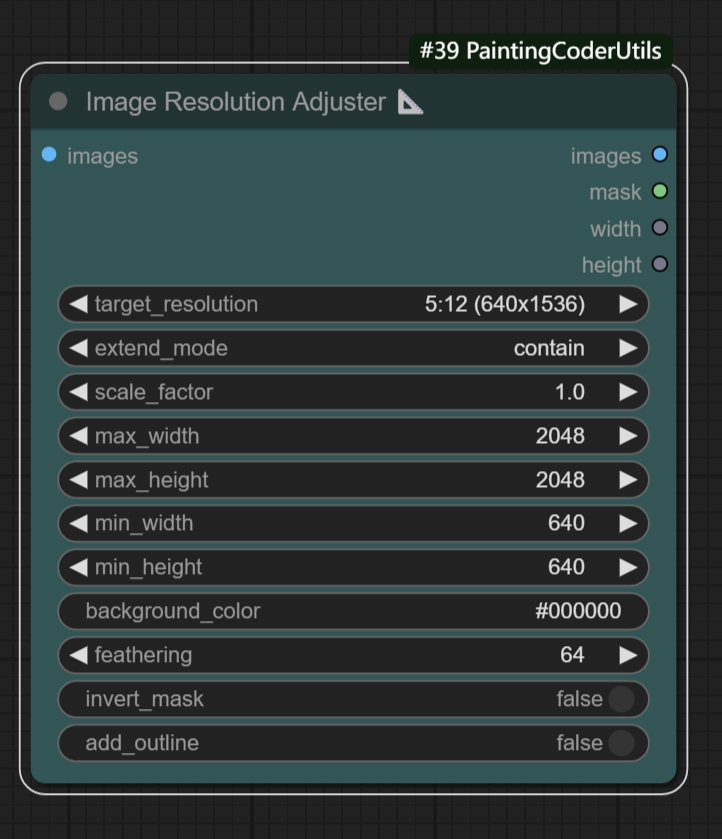 #39 PaintingCoderUtils
Image Resolution Adjuster
images images
mask
width
height
target_resolution 5:12 (640x1536)
extend_mode contain
scale_factor 1.0
max_width 2048
max_height 2048
min_width 640
min_height 640
background_color #000000
feathering 64
invert_mask false
add_outline false